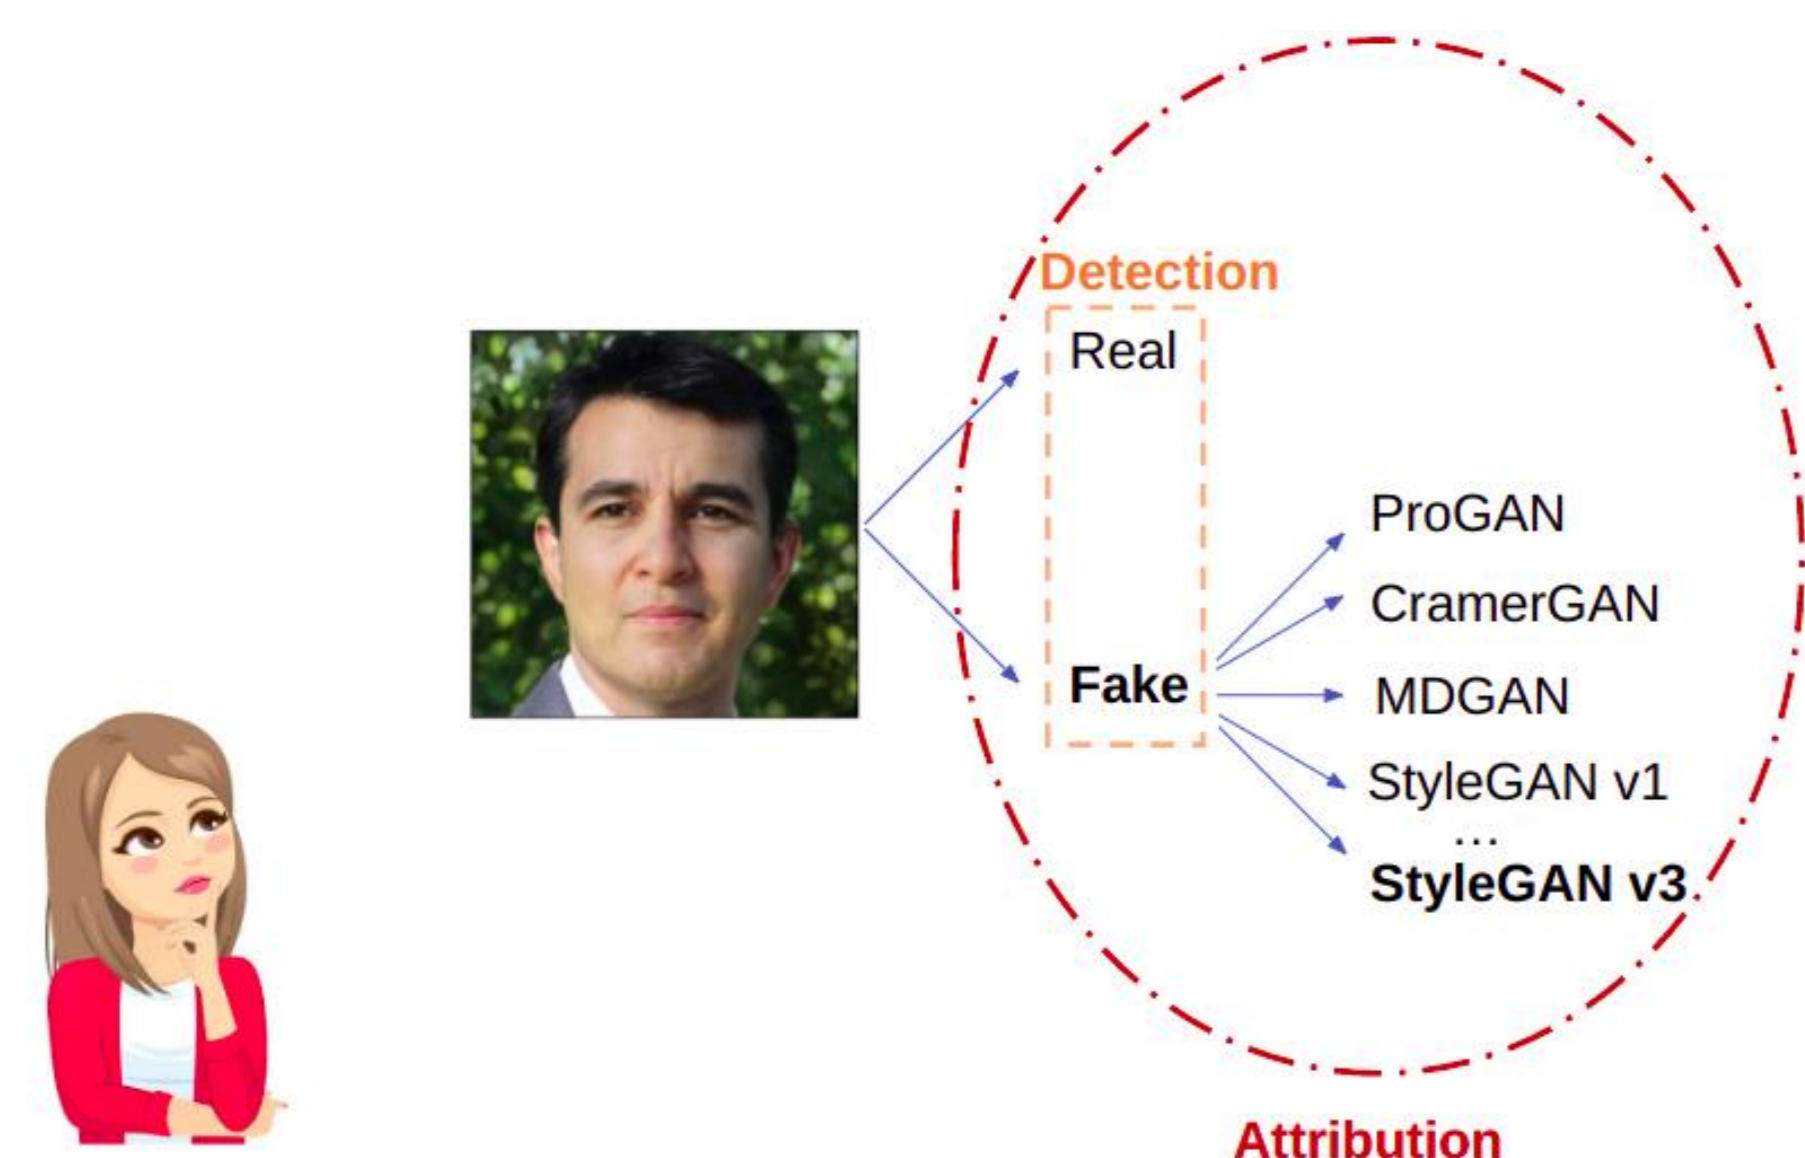 Detection
Real
Fake
ProGAN
CramerGAN
MDGAN
StyleGAN v1
...
StyleGAN v3
Attribution